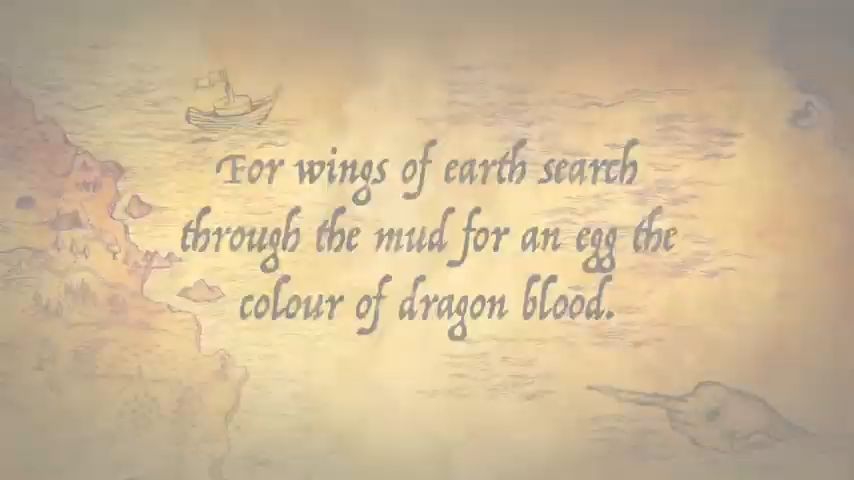 For wings of earth search
through the mud for an egg the
colour of dragon blood.